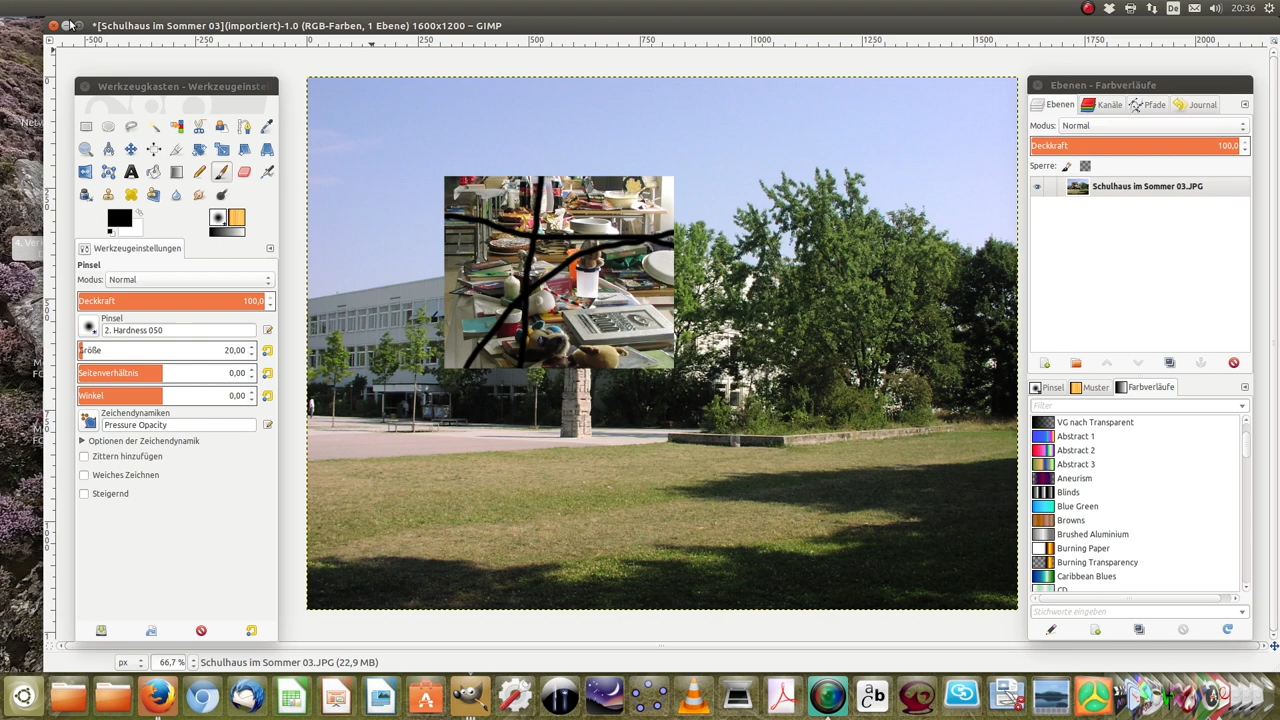 De
20:36
*[Schulhaus im Sommer 03](importiert)-1.0 (RGB-Farben, 1 Ebene) 1600x1200 – GIMP
-500 -250 0 250 500 750 1000 1250 1500 1750 2000
Werkzeugkasten - Werkzeugeinste
Pinsel
Werkzeugeinstellungen
Modus: Normal
Deckkraft 100,0
Pinsel
2. Hardness 050
Größe 20,00
Seitenverhältnis 0,00
Winkel 0,00
Zeichendynamiken
Pressure Opacity
Optionen der Zeichendynamik
Zittern hinzufügen
Weiches Zeichnen
Steigernd
Ebenen - Farbverläufe
Ebenen Kanäle Pfade Journal
Modus: Normal
Deckkraft 100,0
Sperre:
Schulhaus im Sommer 03.JPG
Pinsel Muster Farbverläufe
Filter
VG nach Transparent
Abstract 1
Abstract 2
Abstract 3
Aneurism
Blinds
Blue Green
Browns
Brushed Aluminium
Burning Paper
Burning Transparency
Caribbean Blues
CD
Stichworte eingeben
px 66,7 % Schulhaus im Sommer 03.JPG (22,9 MB)